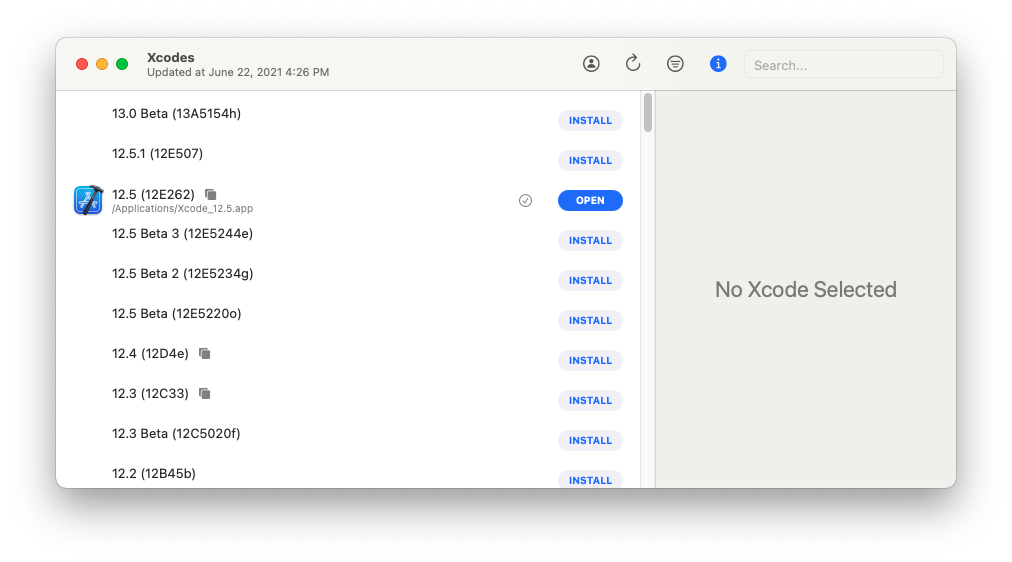 Xcodes
Updated at June 22, 2021 4:26 PM
Search...
13.0 Beta (13A5154h)
INSTALL
12.5.1 (12E507)
INSTALL
12.5 (12E262)
/Applications/Xcode_12.5.app
OPEN
12.5 Beta 3 (12E5244e)
INSTALL
12.5 Beta 2 (12E5234g)
INSTALL
12.5 Beta (12E5220o)
INSTALL
12.4 (12D4e)
INSTALL
12.3 (12C33)
INSTALL
12.3 Beta (12C5020f)
INSTALL
12.2 (12B45b)
INSTALL
No Xcode Selected